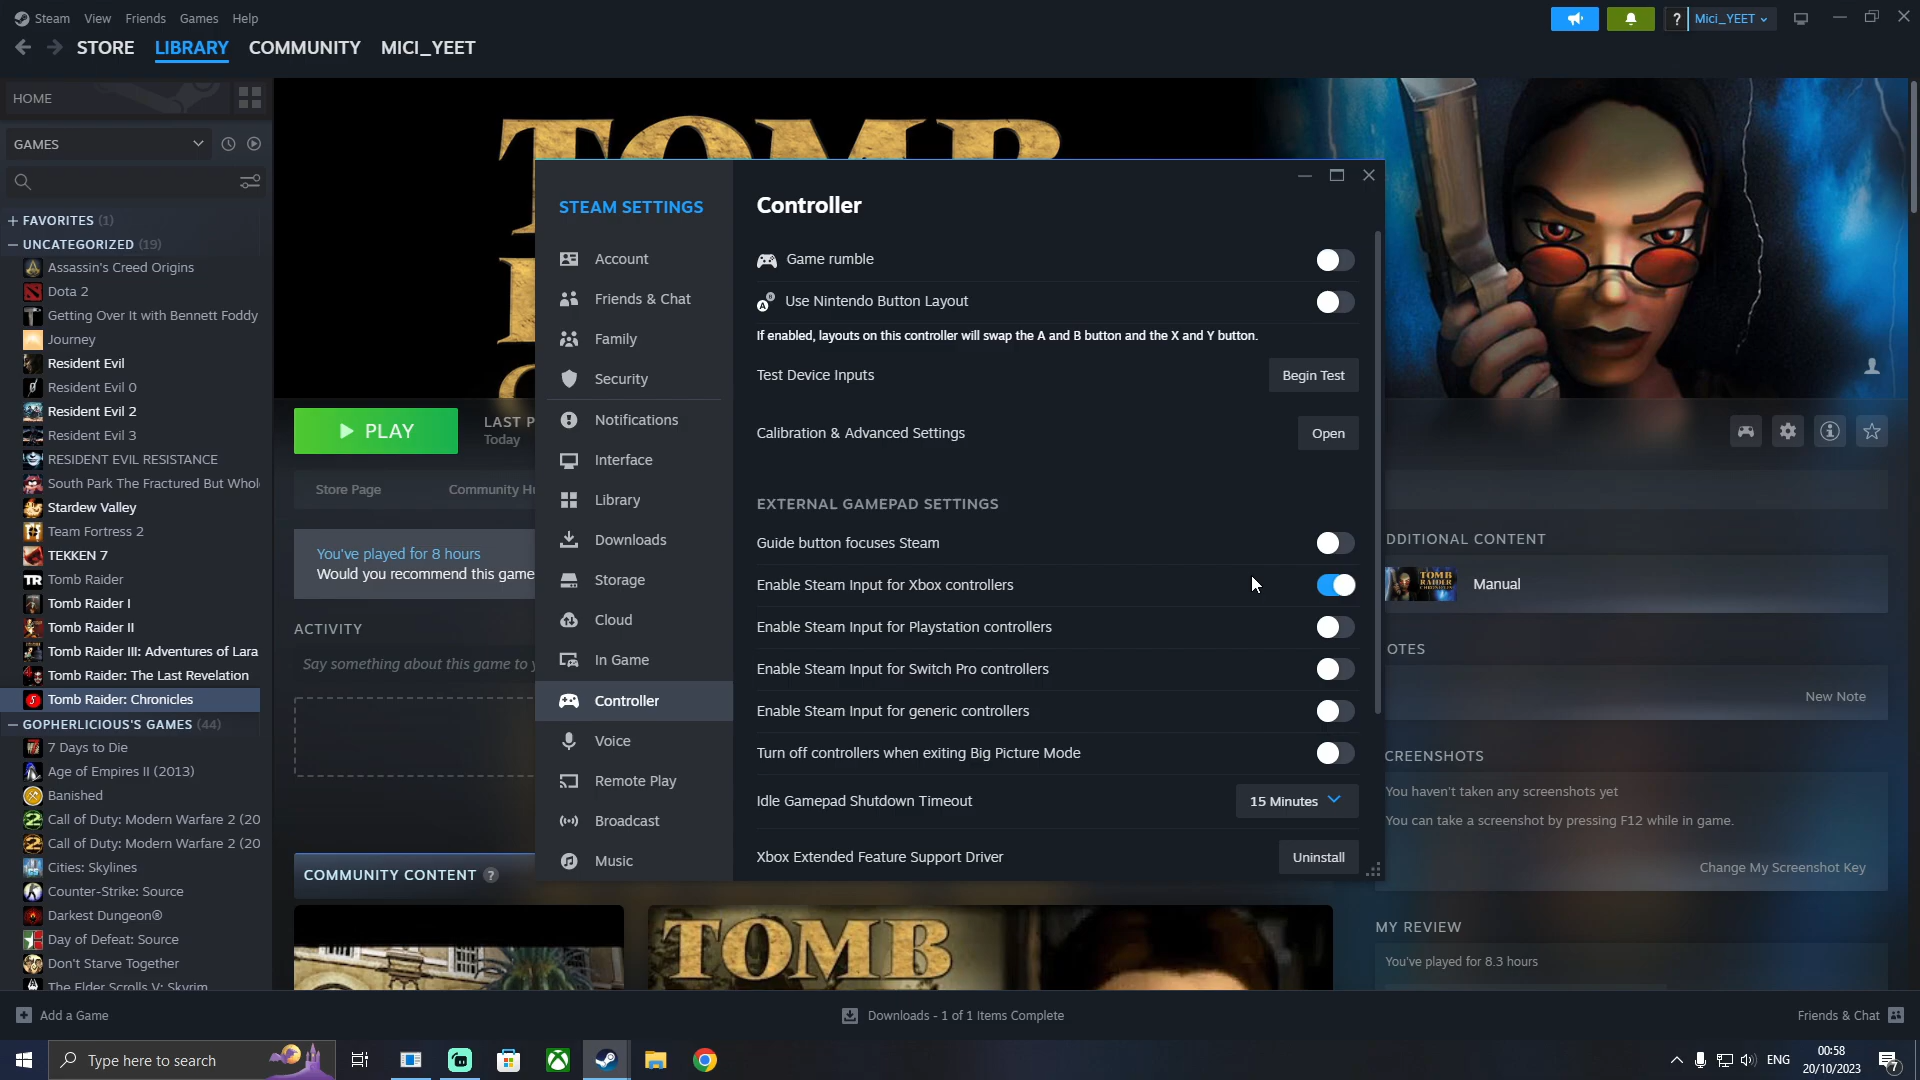 Steam View Friends Games Help
? Mici_YEET
STORE LIBRARY COMMUNITY MICI_YEET
HOME
GAMES
FAVORITES (1)
UNCATEGORIZED (19)
Assassin's Creed Origins
Dota 2
Getting Over It with Bennett Foddy
Journey
Resident Evil
Resident Evil 0
Resident Evil 2
Resident Evil 3
RESIDENT EVIL RESISTANCE
South Park The Fractured But Whol
Stardew Valley
Team Fortress 2
TEKKEN 7
Tomb Raider
Tomb Raider I
Tomb Raider II
Tomb Raider III: Adventures of Lara
Tomb Raider: The Last Revelation
Tomb Raider: Chronicles
GOPHERLICIOUS'S GAMES (44)
7 Days to Die
Age of Empires II (2013)
Banished
Call of Duty: Modern Warfare 2 (20
Call of Duty: Modern Warfare 2 (20
Cities: Skylines
Counter-Strike: Source
Darkest Dungeon®
Day of Defeat: Source
Don't Starve Together
The Elder Scrolls V: Skyrim
Add a Game
TOMB
PLAY
LAST P
Today
Store Page Community Hu
You've played for 8 hours
Would you recommend this game
ACTIVITY
Say something about this game to y
COMMUNITY CONTENT ?
TOMB
STEAM SETTINGS
Account
Friends & Chat
Family
Security
Notifications
Interface
Library
Downloads
Storage
Cloud
In Game
Controller
Voice
Remote Play
Broadcast
Music
Controller
Game rumble
Use Nintendo Button Layout
If enabled, layouts on this controller will swap the A and B button and the X and Y button.
Test Device Inputs Begin Test
Calibration & Advanced Settings Open
EXTERNAL GAMEPAD SETTINGS
Guide button focuses Steam
Enable Steam Input for Xbox controllers
Enable Steam Input for Playstation controllers
Enable Steam Input for Switch Pro controllers
Enable Steam Input for generic controllers
Turn off controllers when exiting Big Picture Mode
Idle Gamepad Shutdown Timeout 15 Minutes
Xbox Extended Feature Support Driver Uninstall
DDITIONAL CONTENT
TOMB RAIDER CHRONICLES
Manual
OTES
New Note
CREENSHOTS
You haven't taken any screenshots yet
You can take a screenshot by pressing F12 while in game.
Change My Screenshot Key
MY REVIEW
You've played for 8.3 hours
Downloads - 1 of 1 Items Complete
Friends & Chat
Type here to search
ENG
00:58
20/10/2023
7